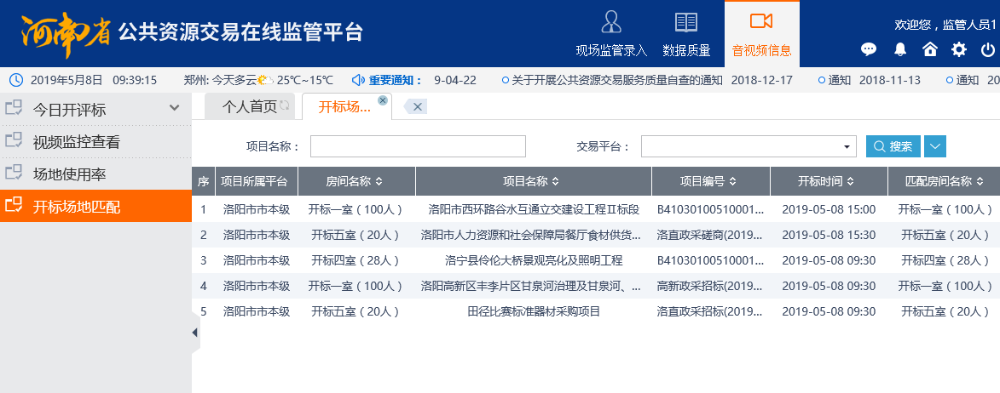 河南省 公共资源交易在线监管平台
现场监管录入 数据质量 音视频信息
欢迎您，监管人员1
2019年5月8日 09:39:15 郑州: 今天多云 25℃~15℃ 重要通知： 9-04-22 关于开展公共资源交易服务质量自查的通知 2018-12-17 通知 2018-11-13 通知 20
今日开评标
视频监控查看
场地使用率
开标场地匹配
个人首页 开标场...
项目名称： 交易平台： 搜索
序 项目所属平台 房间名称 项目名称 项目编号 开标时间 匹配房间名称
1 洛阳市市本级 开标一室（100人） 洛阳市西环路谷水互通立交建设工程Ⅱ标段 B41030100510001... 2019-05-08 15:00 开标一室（100人）
2 洛阳市市本级 开标五室（20人） 洛阳市人力资源和社会保障局餐厅食材供货... 洛直政采磋商(2019... 2019-05-08 15:30 开标五室（20人）
3 洛阳市市本级 开标四室（28人） 洛宁县伶伦大桥景观亮化及照明工程 B41030100510001... 2019-05-08 09:30 开标四室（28人）
4 洛阳市市本级 开标一室（100人） 洛阳高新区丰李片区甘泉河治理及甘泉河、... 高新政采招标(2019... 2019-05-08 09:30 开标一室（100人）
5 洛阳市市本级 开标五室（20人） 田径比赛标准器材采购项目 洛直政采招标(2019... 2019-05-08 09:30 开标五室（20人）